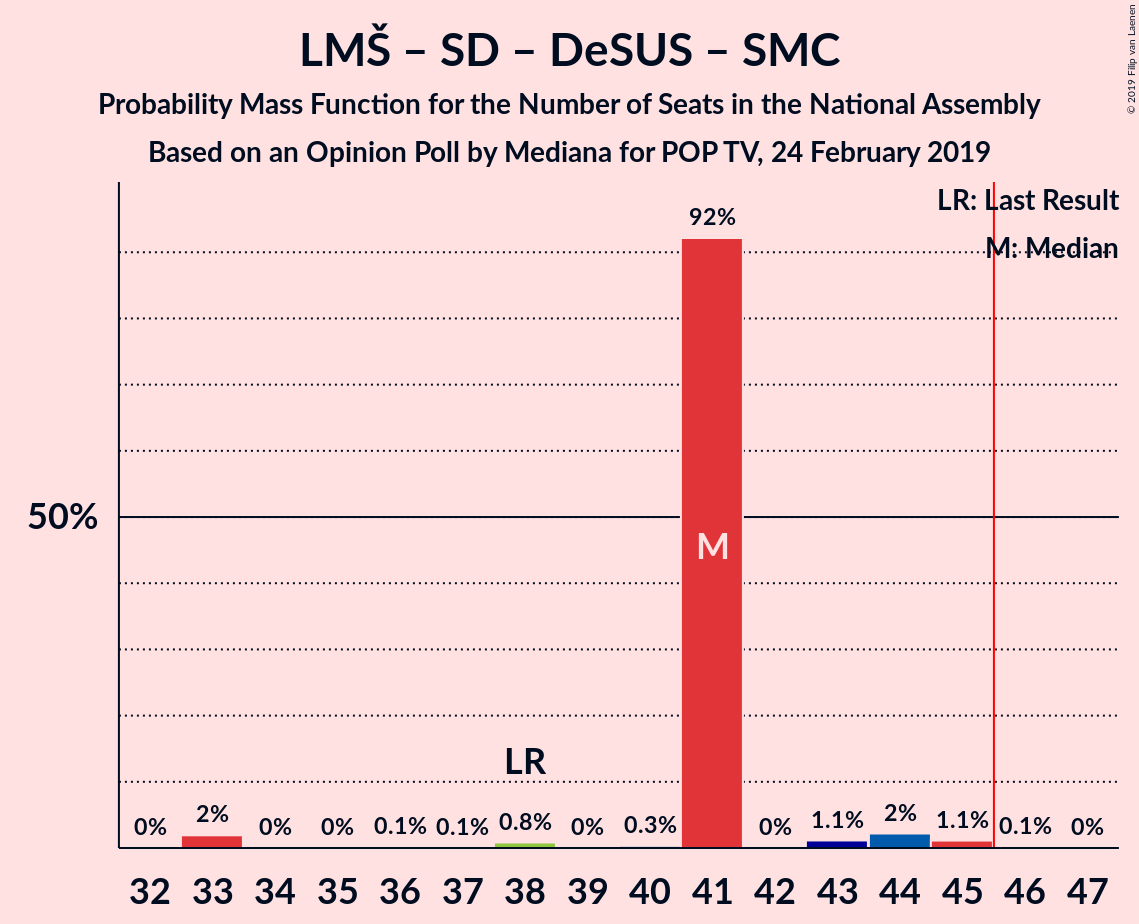 LMŠ – SD – DeSUS – SMC
Probability Mass Function for the Number of Seats in the National Assembly
Based on an Opinion Poll by Mediana for POP TV, 24 February 2019
© 2019 Filip van Laenen
LR: Last Result
M: Median
92%
50%
M
LR
0% 2% 0% 0% 0.1% 0.1% 0.8% 0% 0.3% 0% 1.1% 2% 1.1% 0.1% 0%
32 33 34 35 36 37 38 39 40 41 42 43 44 45 46 47